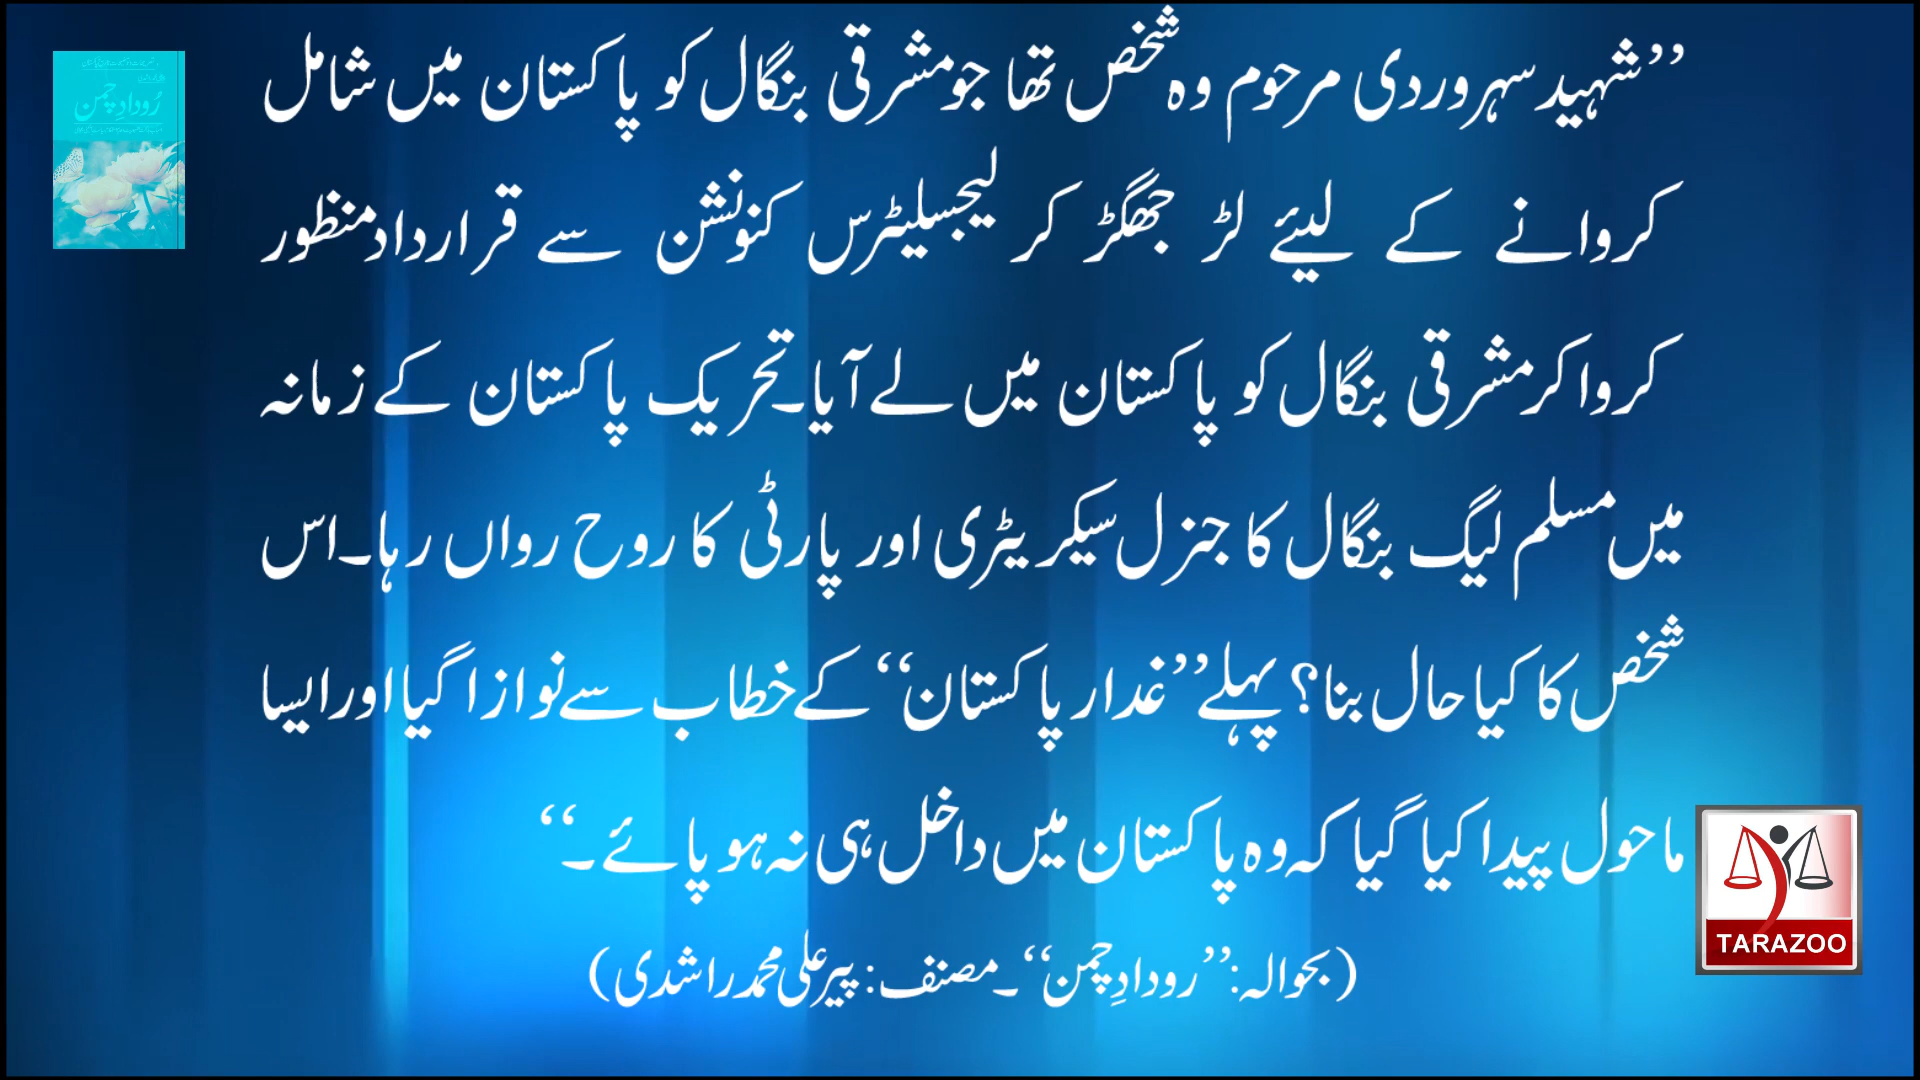 ’’شہید سہروردی مرحوم وہ شخص تھا جو مشرقی بنگال کو پاکستان میں شامل
کروانے کے لیئے لڑ جھگڑ کر لیجسلیٹرس کنونشن سے قرارداد منظور
کروا کر مشرقی بنگال کو پاکستان میں لے آیا۔ تحریک پاکستان کے زمانہ
میں مسلم لیگ بنگال کا جنرل سیکریٹری اور پارٹی کا روح رواں رہا۔ اس
شخص کا کیا حال بنا؟ پہلے ’’غدار پاکستان‘‘ کے خطاب سے نوازا گیا اور ایسا
ماحول پیدا کیا گیا کہ وہ پاکستان میں داخل ہی نہ ہو پائے۔‘‘
(بحوالہ: ’’رودادِ چمن‘‘۔ مصنف: پیر علی محمد راشدی)
رُودادِ چمن
TARAZOO